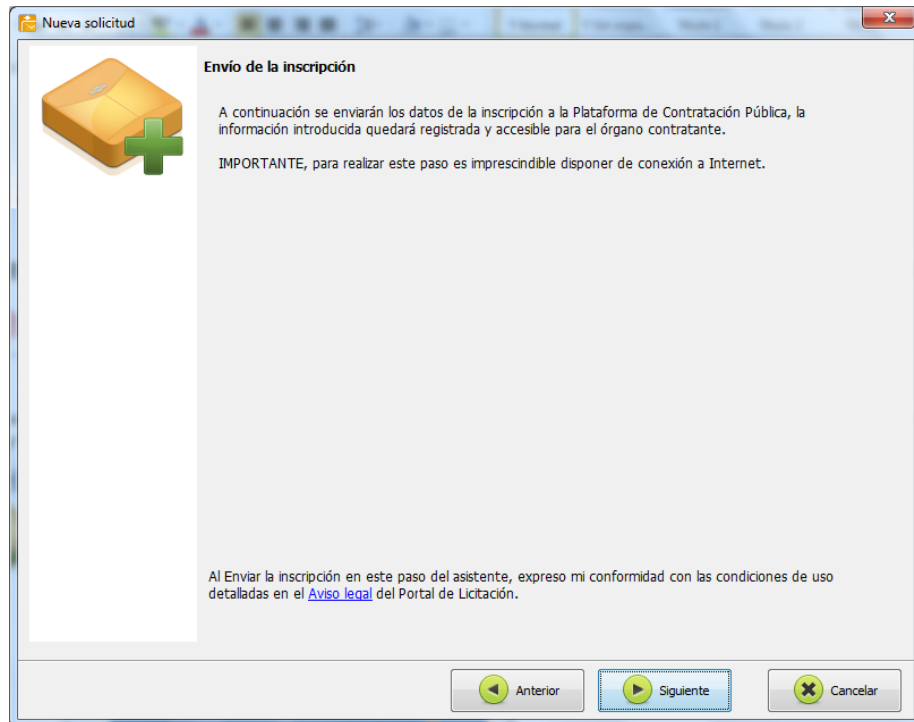 Nueva solicitud
Envío de la inscripción
A continuación se enviarán los datos de la inscripción a la Plataforma de Contratación Pública, la
información introducida quedará registrada y accesible para el órgano contratante.
IMPORTANTE, para realizar este paso es imprescindible disponer de conexión a Internet.
Al Enviar la inscripción en este paso del asistente, expreso mi conformidad con las condiciones de uso
detalladas en el Aviso legal del Portal de Licitación.
Anterior
Siguiente
Cancelar